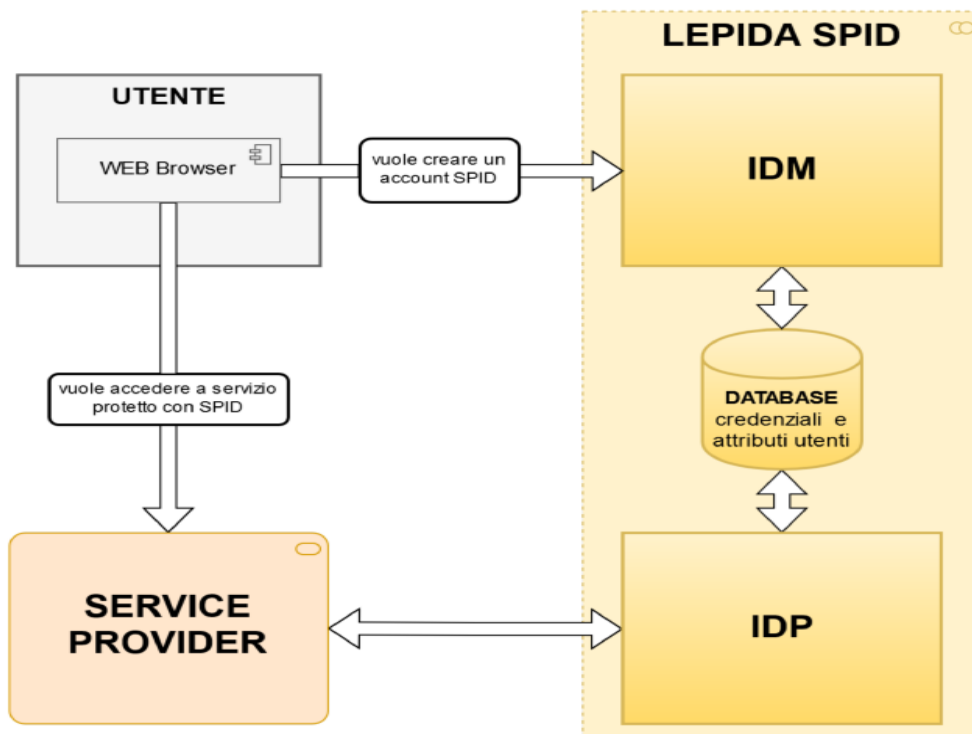 LEPIDA SPID
UTENTE
WEB Browser
vuole creare un
account SPID
IDM
DATABASE
credenziali e
attributi utenti
vuole accedere a servizio
protetto con SPID
SERVICE
PROVIDER
IDP